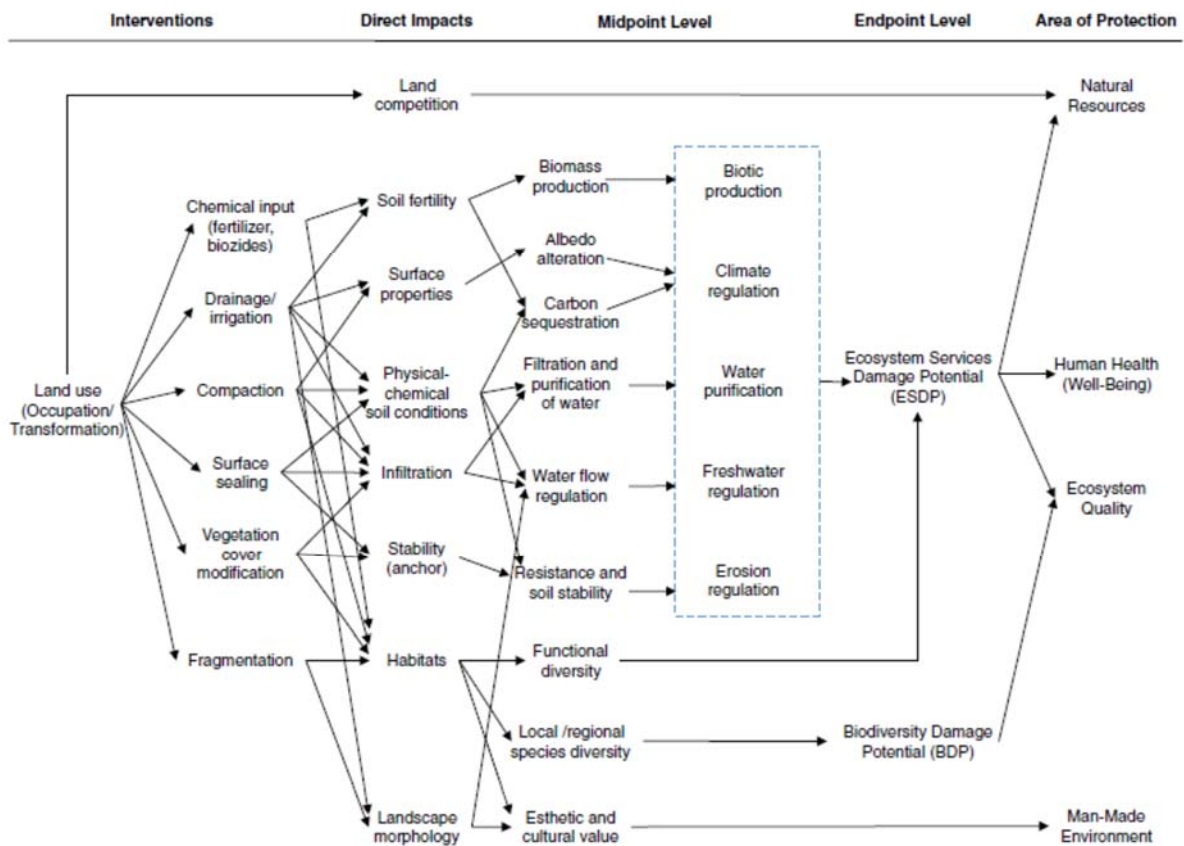 Interventions
Direct Impacts
Midpoint Level
Endpoint Level
Area of Protection
Land
competition
Natural
Resources
Biomass
production
Biotic
production
Chemical input
(fertilizer,
biozides)
Soil fertility
Albedo
alteration
Surface
properties
Climate
regulation
Drainage/
irrigation
Carbon
sequestration
Land use
(Occupation/
Transformation)
Compaction
Physical-
chemical
soil conditions
Filtration and
purification
of water
Water
purification
Ecosystem Services
Damage Potential
(ESDP)
Human Health
(Well-Being)
Surface
sealing
Infiltration
Water flow
regulation
Freshwater
regulation
Ecosystem
Quality
Vegetation
cover
modification
Stability
(anchor)
Resistance and
soil stability
Erosion
regulation
Fragmentation
Habitats
Functional
diversity
Local /regional
species diversity
Biodiversity Damage
Potential (BDP)
Landscape
morphology
Esthetic and
cultural value
Man-Made
Environment